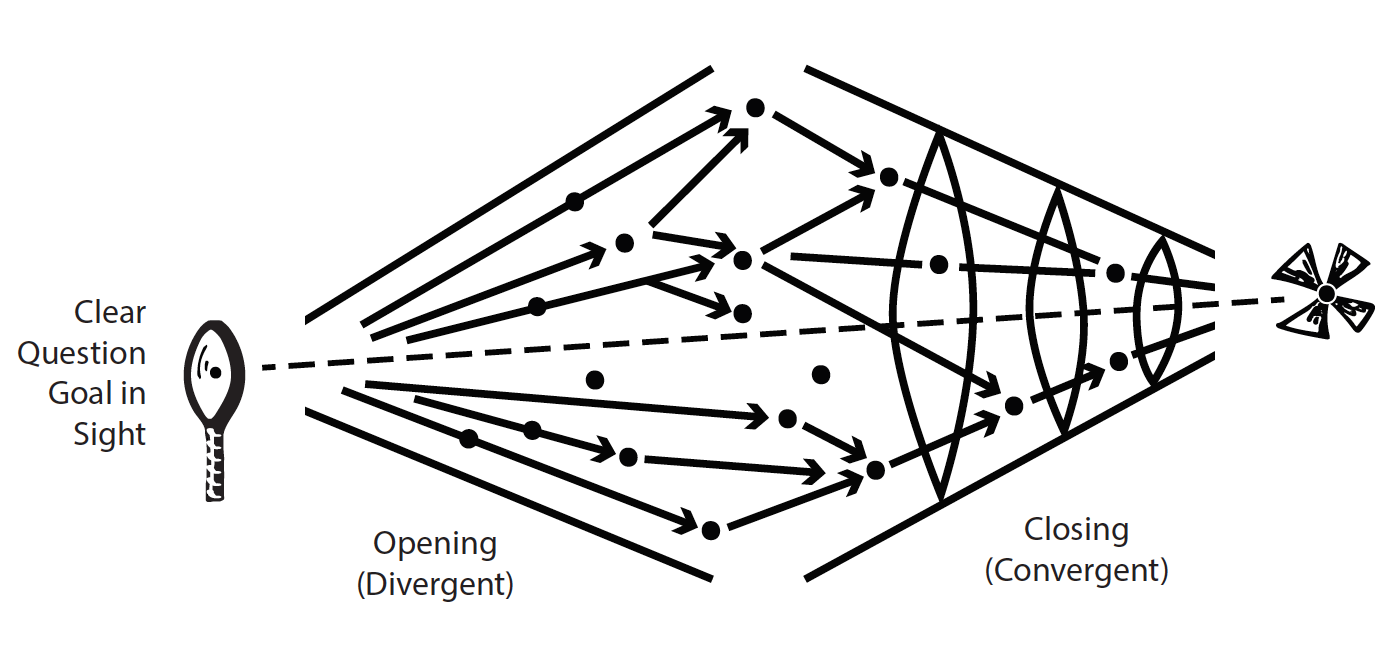 Clear
Question
Goal in
Sight
Opening
(Divergent)
Closing
(Convergent)